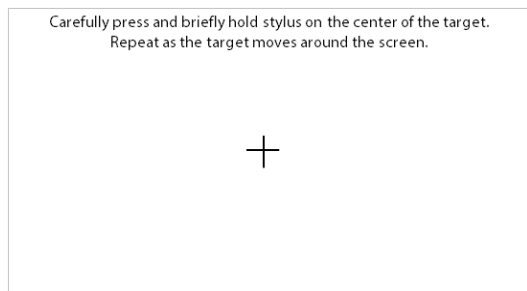 Carefully press and briefly hold stylus on the center of the target.
Repeat as the target moves around the screen.